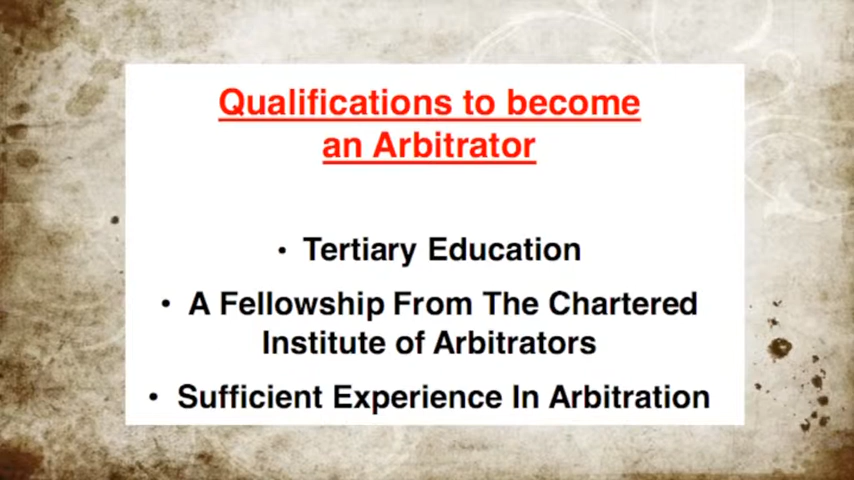 Qualifications to become
an Arbitrator
• Tertiary Education
• A Fellowship From The Chartered
Institute of Arbitrators
• Sufficient Experience In Arbitration